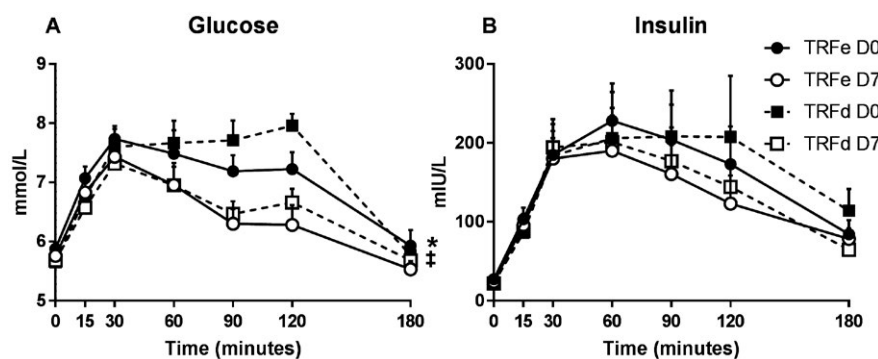 A Glucose
mmol/L
9
8
7
6
5
*
‡
0 15 30 60 90 120 180
Time (minutes)
B Insulin
mIU/L
300
200
100
0
0 15 30 60 90 120 180
Time (minutes)
TRFe D0
TRFe D7
TRFd D0
TRFd D7